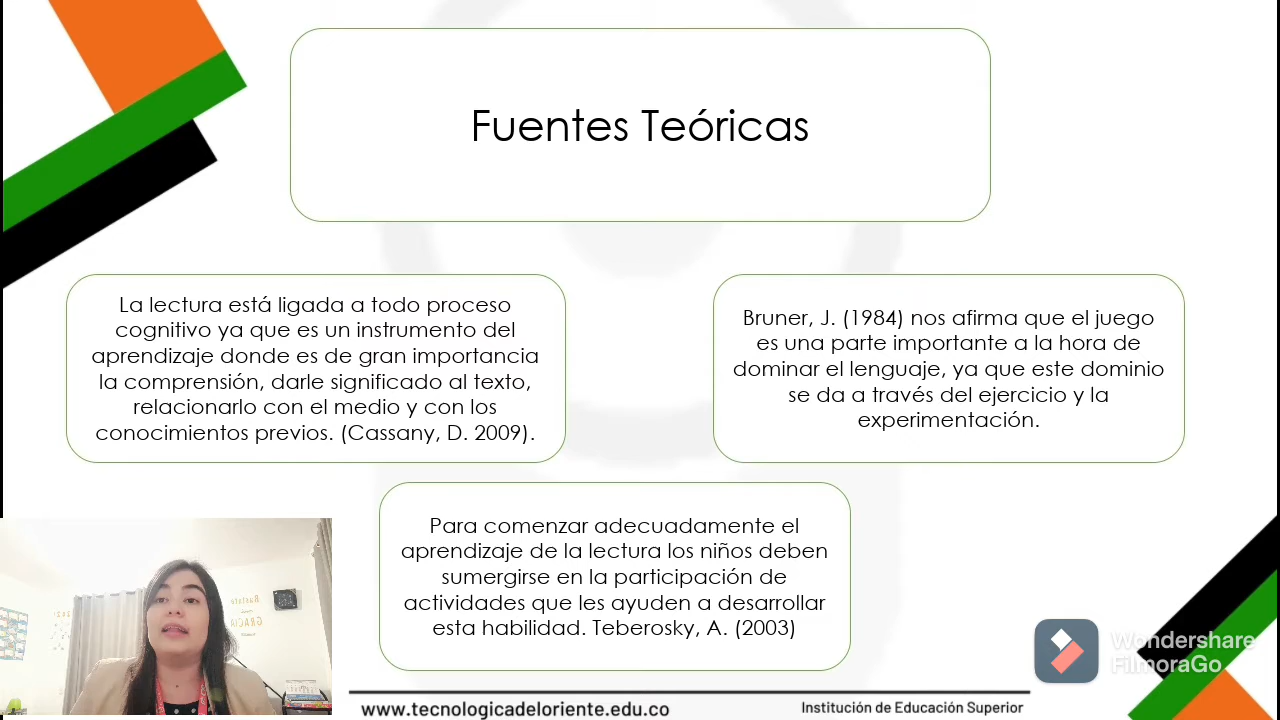 Fuentes Teóricas
La lectura está ligada a todo proceso
cognitivo ya que es un instrumento del
aprendizaje donde es de gran importancia
la comprensión, darle significado al texto,
relacionarlo con el medio y con los
conocimientos previos. (Cassany, D. 2009).
Bruner, J. (1984) nos afirma que el juego
es una parte importante a la hora de
dominar el lenguaje, ya que este dominio
se da a través del ejercicio y la
experimentación.
Para comenzar adecuadamente el
aprendizaje de la lectura los niños deben
sumergirse en la participación de
actividades que les ayuden a desarrollar
esta habilidad. Teberosky, A. (2003)
Wondershare
FilmoraGo
www.tecnologicadeloriente.edu.co
Institución de Educación Superior